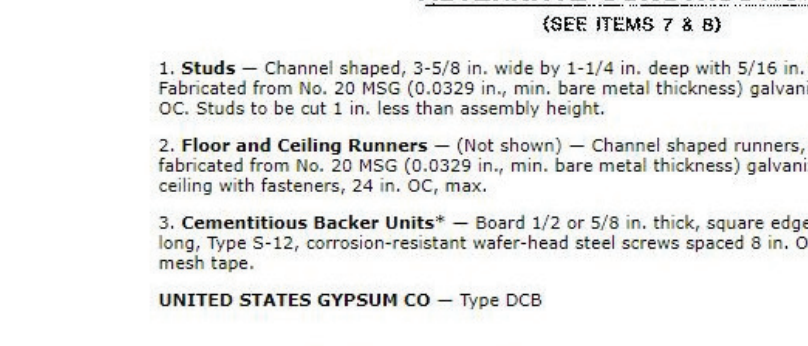 (SEE ITEMS 7 & 8)
1. Studs — Channel shaped, 3-5/8 in. wide by 1-1/4 in. deep with 5/16 in.
Fabricated from No. 20 MSG (0.0329 in., min. bare metal thickness) galvani
OC. Studs to be cut 1 in. less than assembly height.
2. Floor and Ceiling Runners — (Not shown) — Channel shaped runners,
fabricated from No. 20 MSG (0.0329 in., min. bare metal thickness) galvani
ceiling with fasteners, 24 in. OC, max.
3. Cementitious Backer Units* — Board 1/2 or 5/8 in. thick, square edge
long, Type S-12, corrosion-resistant wafer-head steel screws spaced 8 in. O
mesh tape.
UNITED STATES GYPSUM CO — Type DCB